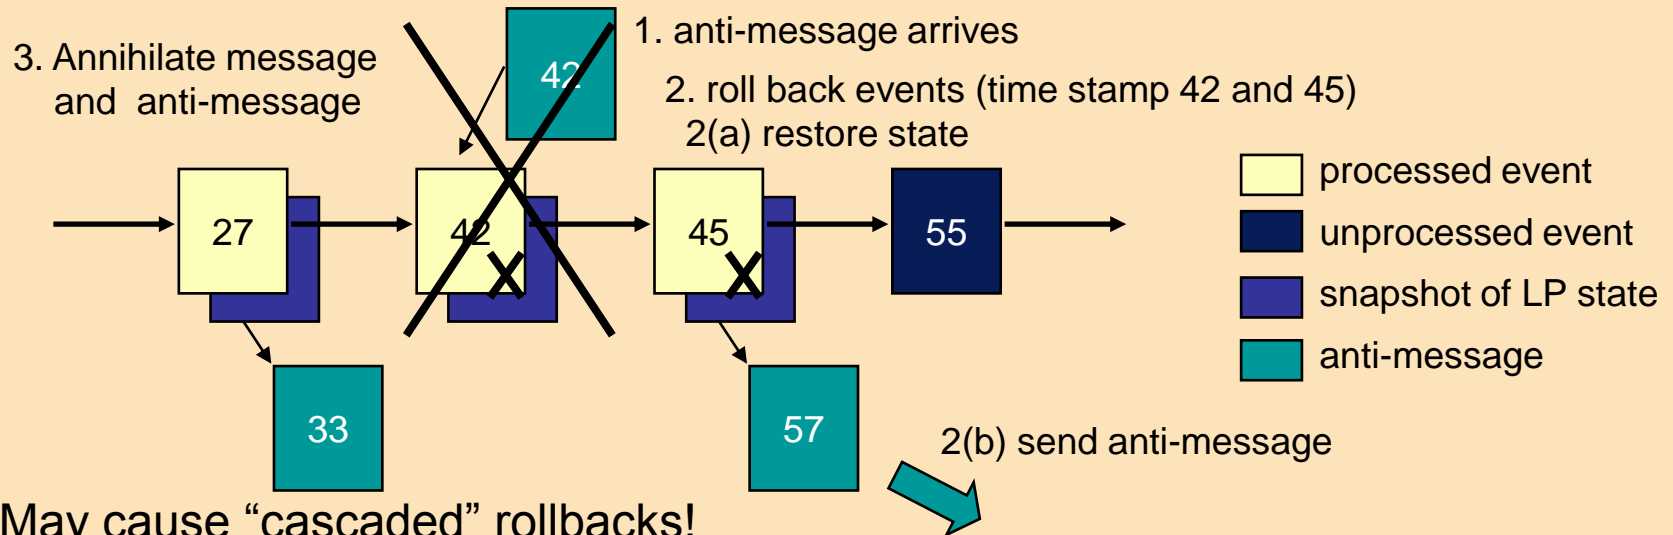 3. Annihilate message
and anti-message
42
1. anti-message arrives
2. roll back events (time stamp 42 and 45)
2(a) restore state
27
42
X
45
X
55
processed event
unprocessed event
snapshot of LP state
anti-message
33
57
2(b) send anti-message
May cause “cascaded” rollbacks!